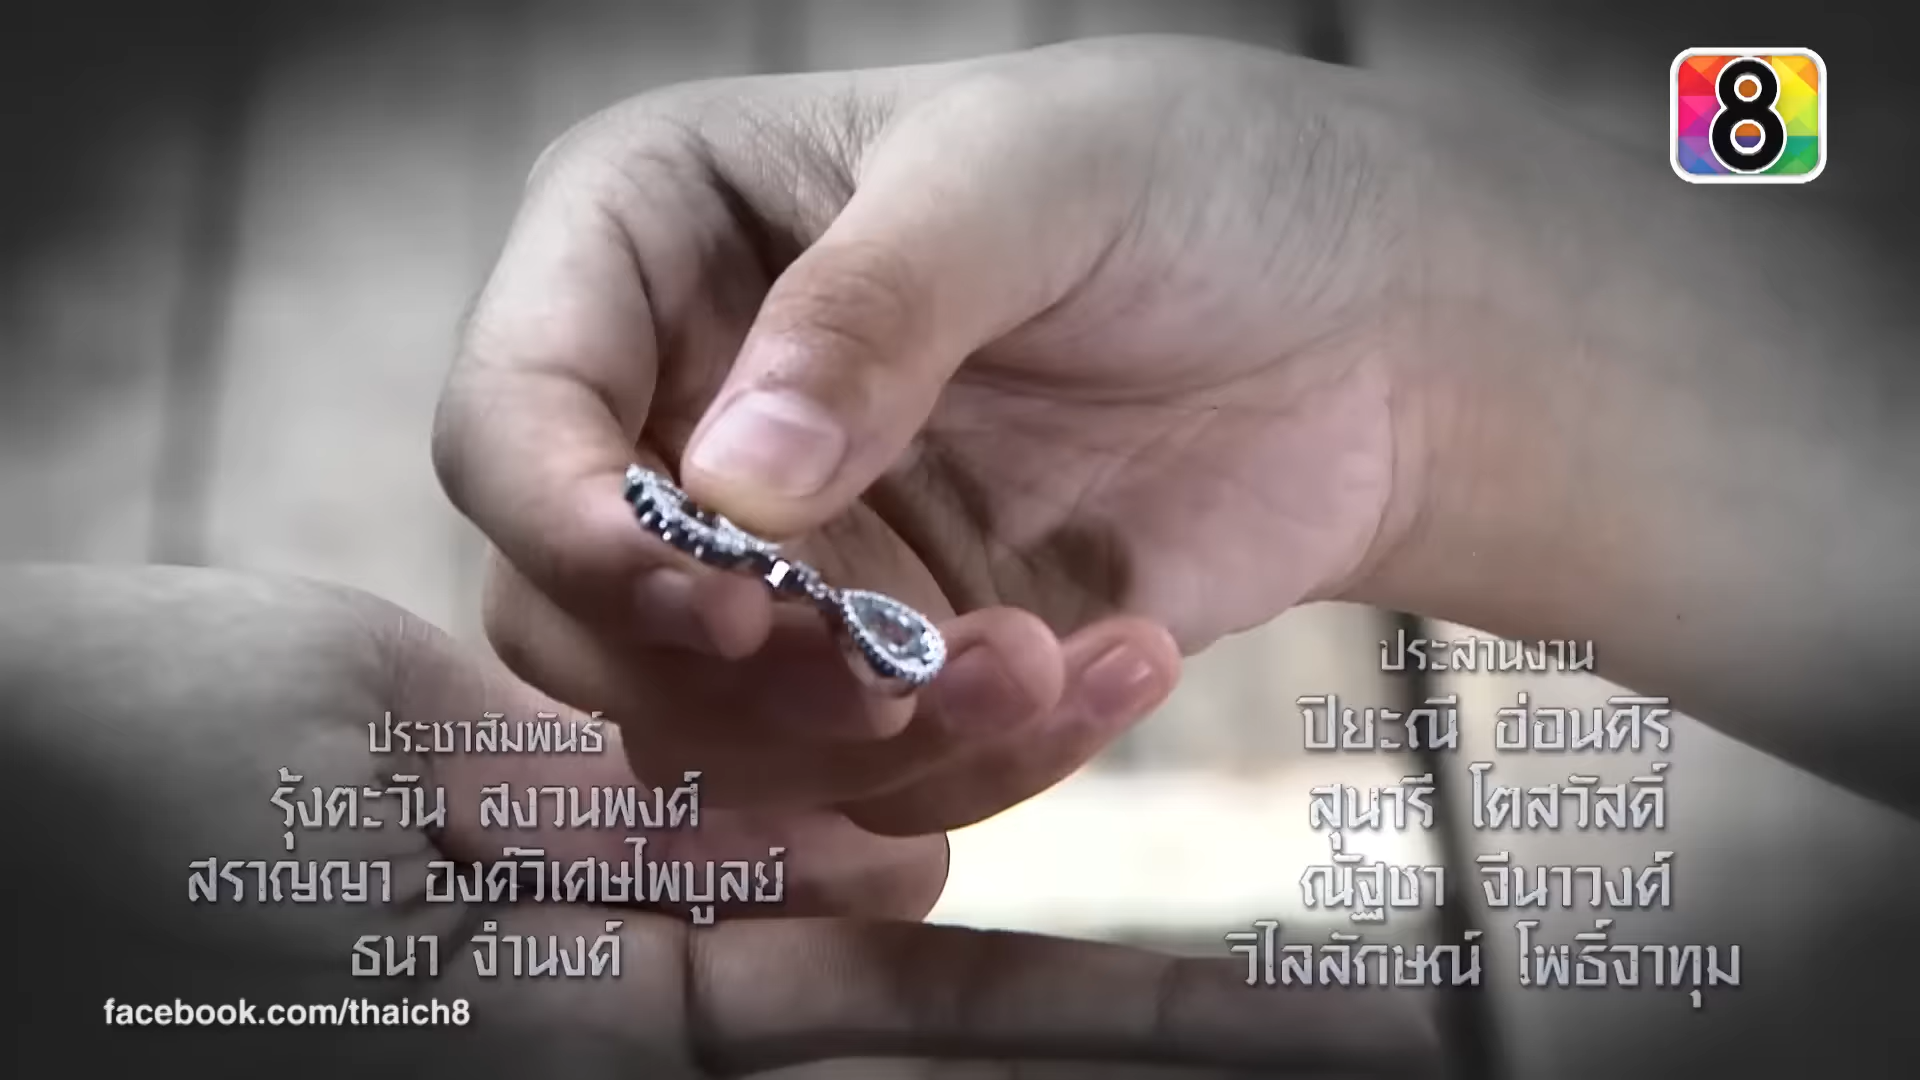 8
ประชาสัมพันธ์
รุ้งตะวัน สงวนพงศ์
สราญญา องค์วิเศษไพบูลย์
ธนา จำนงค์
ประสานงาน
ปิยะณี อ่อนศิริ
สุนารี โตสวัสดิ์
ณัฐชา จีนาวงศ์
วิไลลักษณ์ โพธิ์จาทุม
facebook.com/thaich8